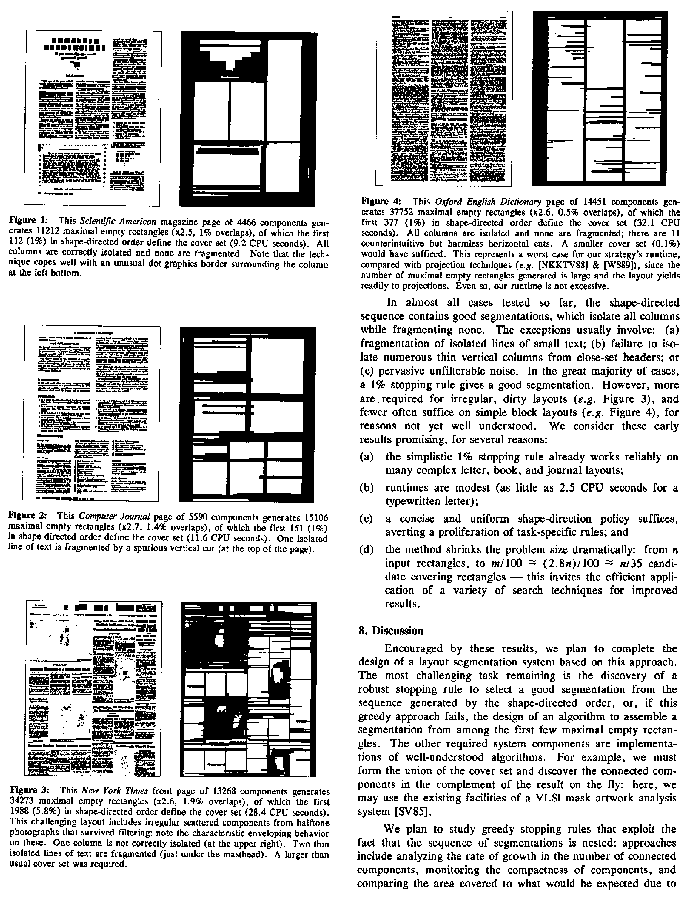 Figure 1: This Scientific American magazine page of 4466 components gen-
erates 11212 maximal empty rectangles (x2.5, 1% overlaps), of which the first
112 (1%) in shape-directed order define the cover set (9.2 CPU seconds). All
columns are correctly isolated and none are fragmented. Note that the tech-
nique copes well with an unusual dot graphics border surrounding the column
at the left bottom.
Figure 2: This Computer Journal page of 5590 components generates 15106
maximal empty rectangles (x2.7, 1.4% overlaps), of which the first 151 (1%)
in shape directed order define the cover set (11.6 CPU seconds). One isolated
line of text is fragmented by a spurious vertical cut (at the top of the page).
Figure 3: This New York Times front page of 13268 components generates
34273 maximal empty rectangles (x2.6, 1.9% overlaps), of which the first
1988 (5.8%) in shape-directed order define the cover set (28.4 CPU seconds).
This challenging layout includes irregular scattered components from halftone
photographs that survived filtering: note the characteristic enveloping behavior
on these. One column is not correctly isolated (at the upper right). Two thin
isolated lines of text are fragmented (just under the masthead). A larger than
usual cover set was required.
Figure 4: This Oxford English Dictionary page of 14451 components gen-
erates 37752 maximal empty rectangles (x2.6, 0.5% overlaps), of which the
first 377 (1%) in shape-directed order define the cover set (32.1 CPU
seconds). All columns are isolated and none are fragmented; there are 11
counterintuitive but harmless horizontal cuts. A smaller cover set (0.1%)
would have sufficed. This represents a worst case for our strategy's runtime,
compared with projection techniques (e.g. [NKKTV88] & [WS89]), since the
number of maximal empty rectangles generated is large and the layout yields
readily to projections. Even so, our runtime is not excessive.
In almost all cases tested so far, the shape-directed
sequence contains good segmentations, which isolate all columns
while fragmenting none. The exceptions usually involve: (a)
fragmentation of isolated lines of small text; (b) failure to iso-
late numerous thin vertical columns from close-set headers; or
(c) pervasive unfilterable noise. In the great majority of cases,
a 1% stopping rule gives a good segmentation. However, more
are required for irregular, dirty layouts (e.g. Figure 3), and
fewer often suffice on simple block layouts (e.g. Figure 4), for
reasons not yet well understood. We consider these early
results promising, for several reasons:
(a) the simplistic 1% stopping rule already works reliably on
many complex letter, book, and journal layouts;
(b) runtimes are modest (as little as 2.5 CPU seconds for a
typewritten letter);
(c) a concise and uniform shape-direction policy suffices,
averting a proliferation of task-specific rules; and
(d) the method shrinks the problem size dramatically: from n
input rectangles, to m/100 ≈ (2.8n)/100 ≈ n/35 candi-
date covering rectangles — this invites the efficient appli-
cation of a variety of search techniques for improved
results.
8. Discussion
Encouraged by these results, we plan to complete the
design of a layout segmentation system based on this approach.
The most challenging task remaining is the discovery of a
robust stopping rule to select a good segmentation from the
sequence generated by the shape-directed order, or, if this
greedy approach fails, the design of an algorithm to assemble a
segmentation from among the first few maximal empty rectan-
gles. The other required system components are implementa-
tions of well-understood algorithms. For example, we must
form the union of the cover set and discover the connected com-
ponents in the complement of the result on the fly: here, we
may use the existing facilities of a VLSI mask artwork analysis
system [SV85].
We plan to study greedy stopping rules that exploit the
fact that the sequence of segmentations is nested: approaches
include analyzing the rate of growth in the number of connected
components, monitoring the compactness of components, and
comparing the area covered to what would be expected due to